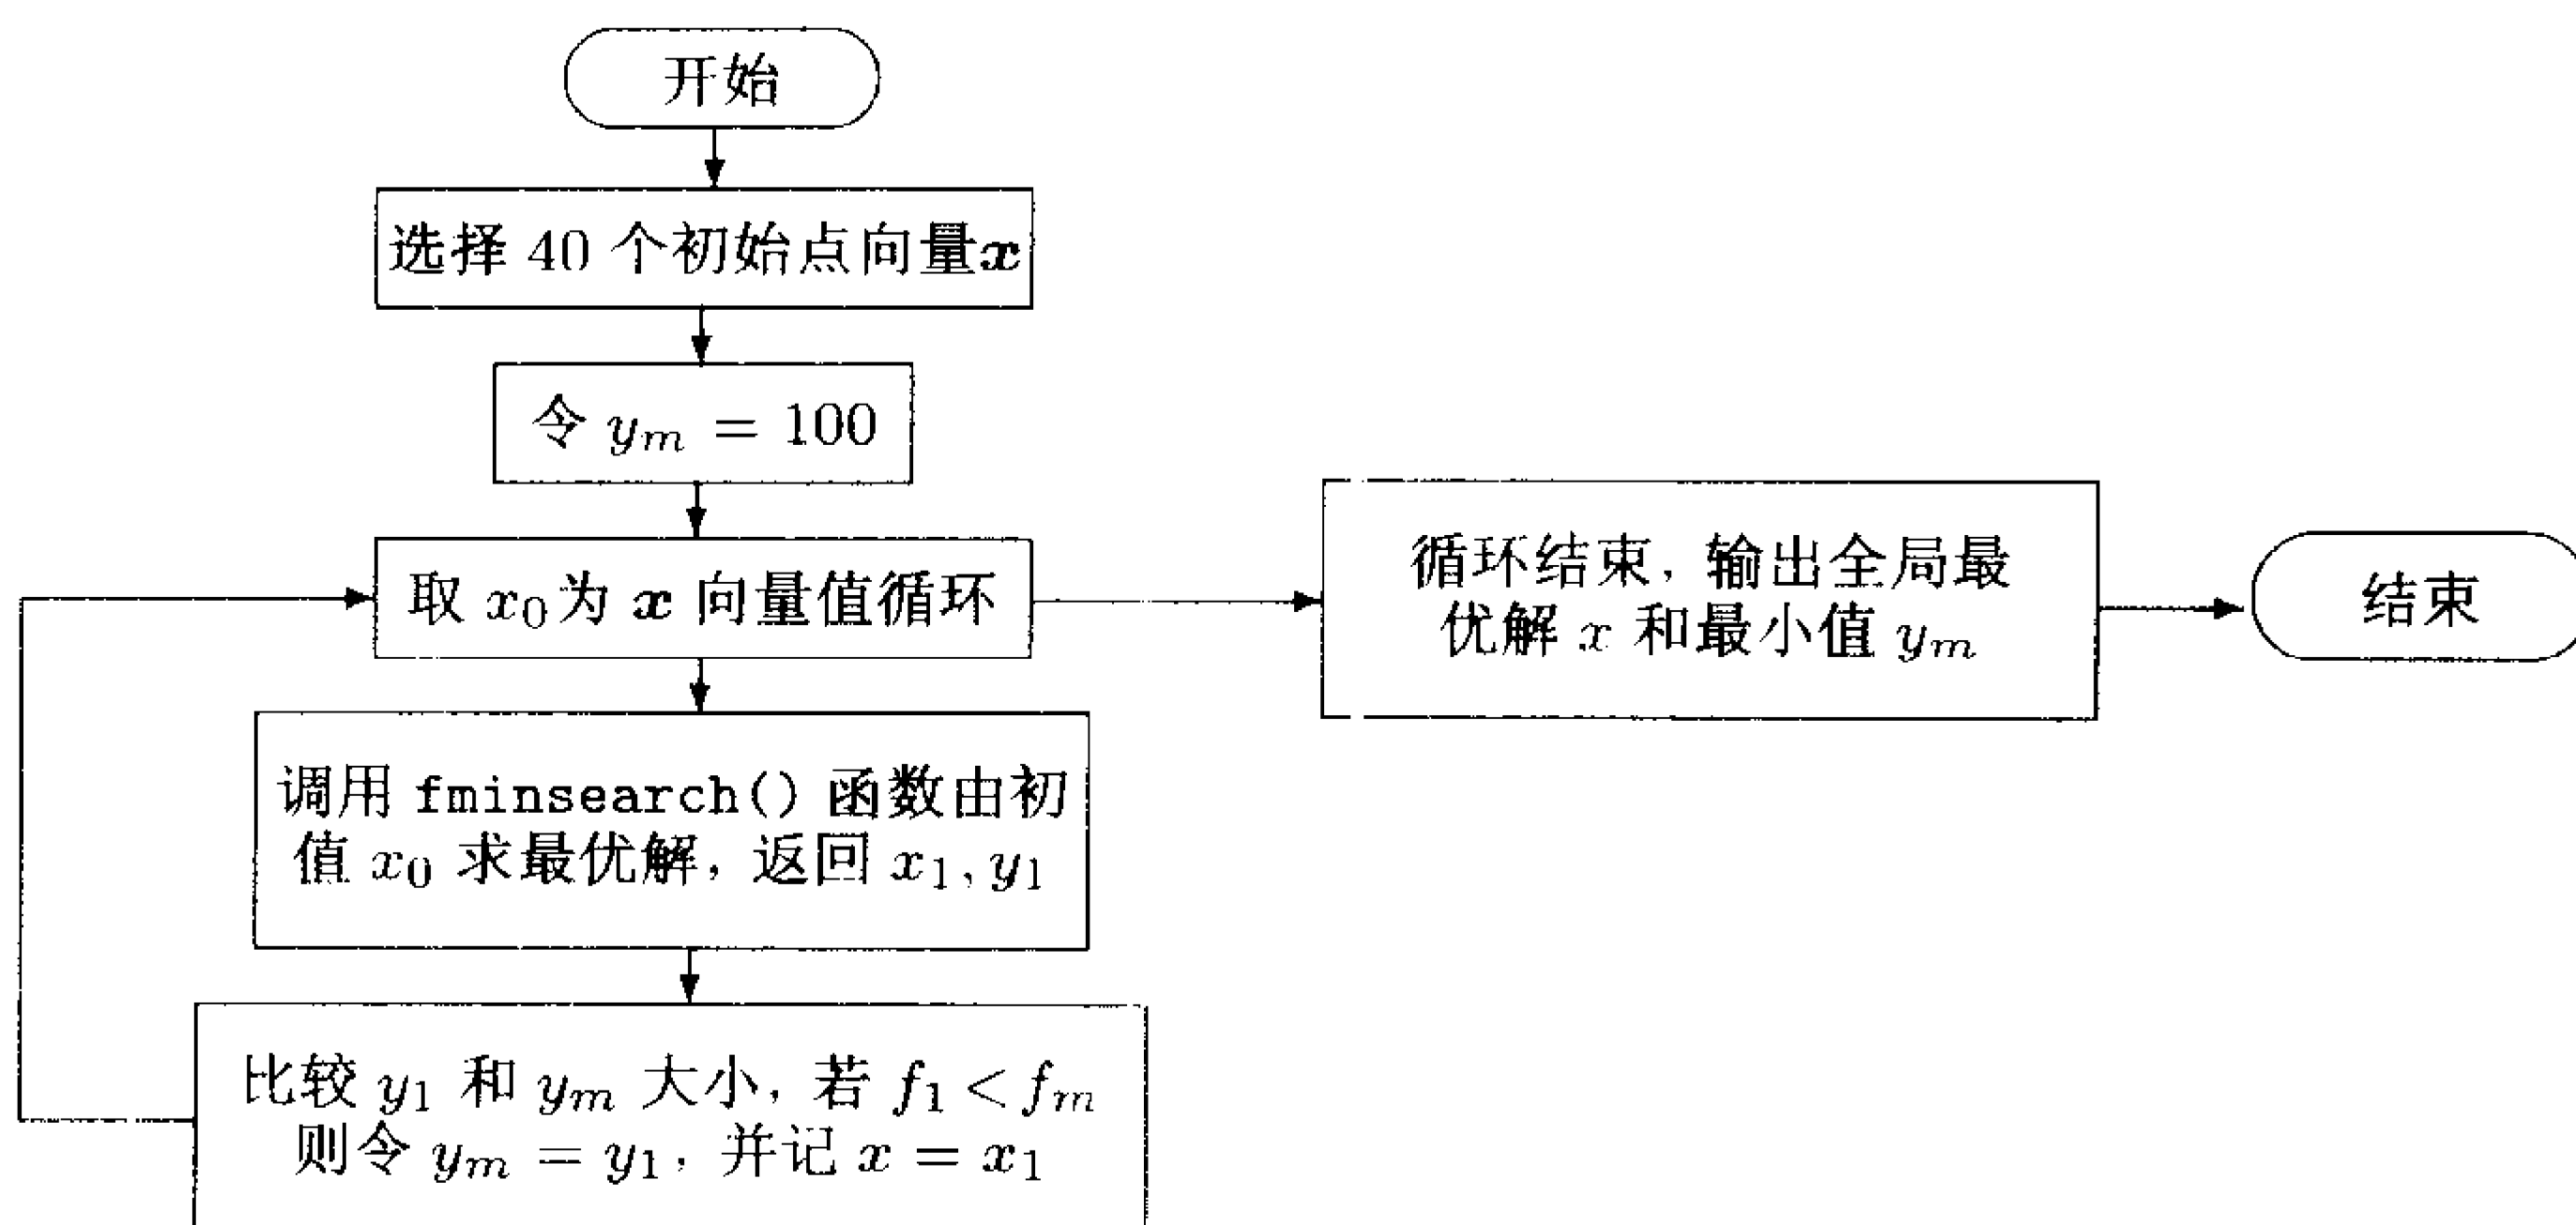 开始
选择 40 个初始点向量x
令 yₘ = 100
取 x₀为 x 向量值循环
调用 fminsearch() 函数由初
值 x₀ 求最优解, 返回 x₁, y₁
比较 y₁ 和 yₘ 大小, 若 f₁ < fₘ
则令 yₘ = y₁, 并记 x = x₁
循环结束, 输出全局最
优解 x 和最小值 yₘ
结束